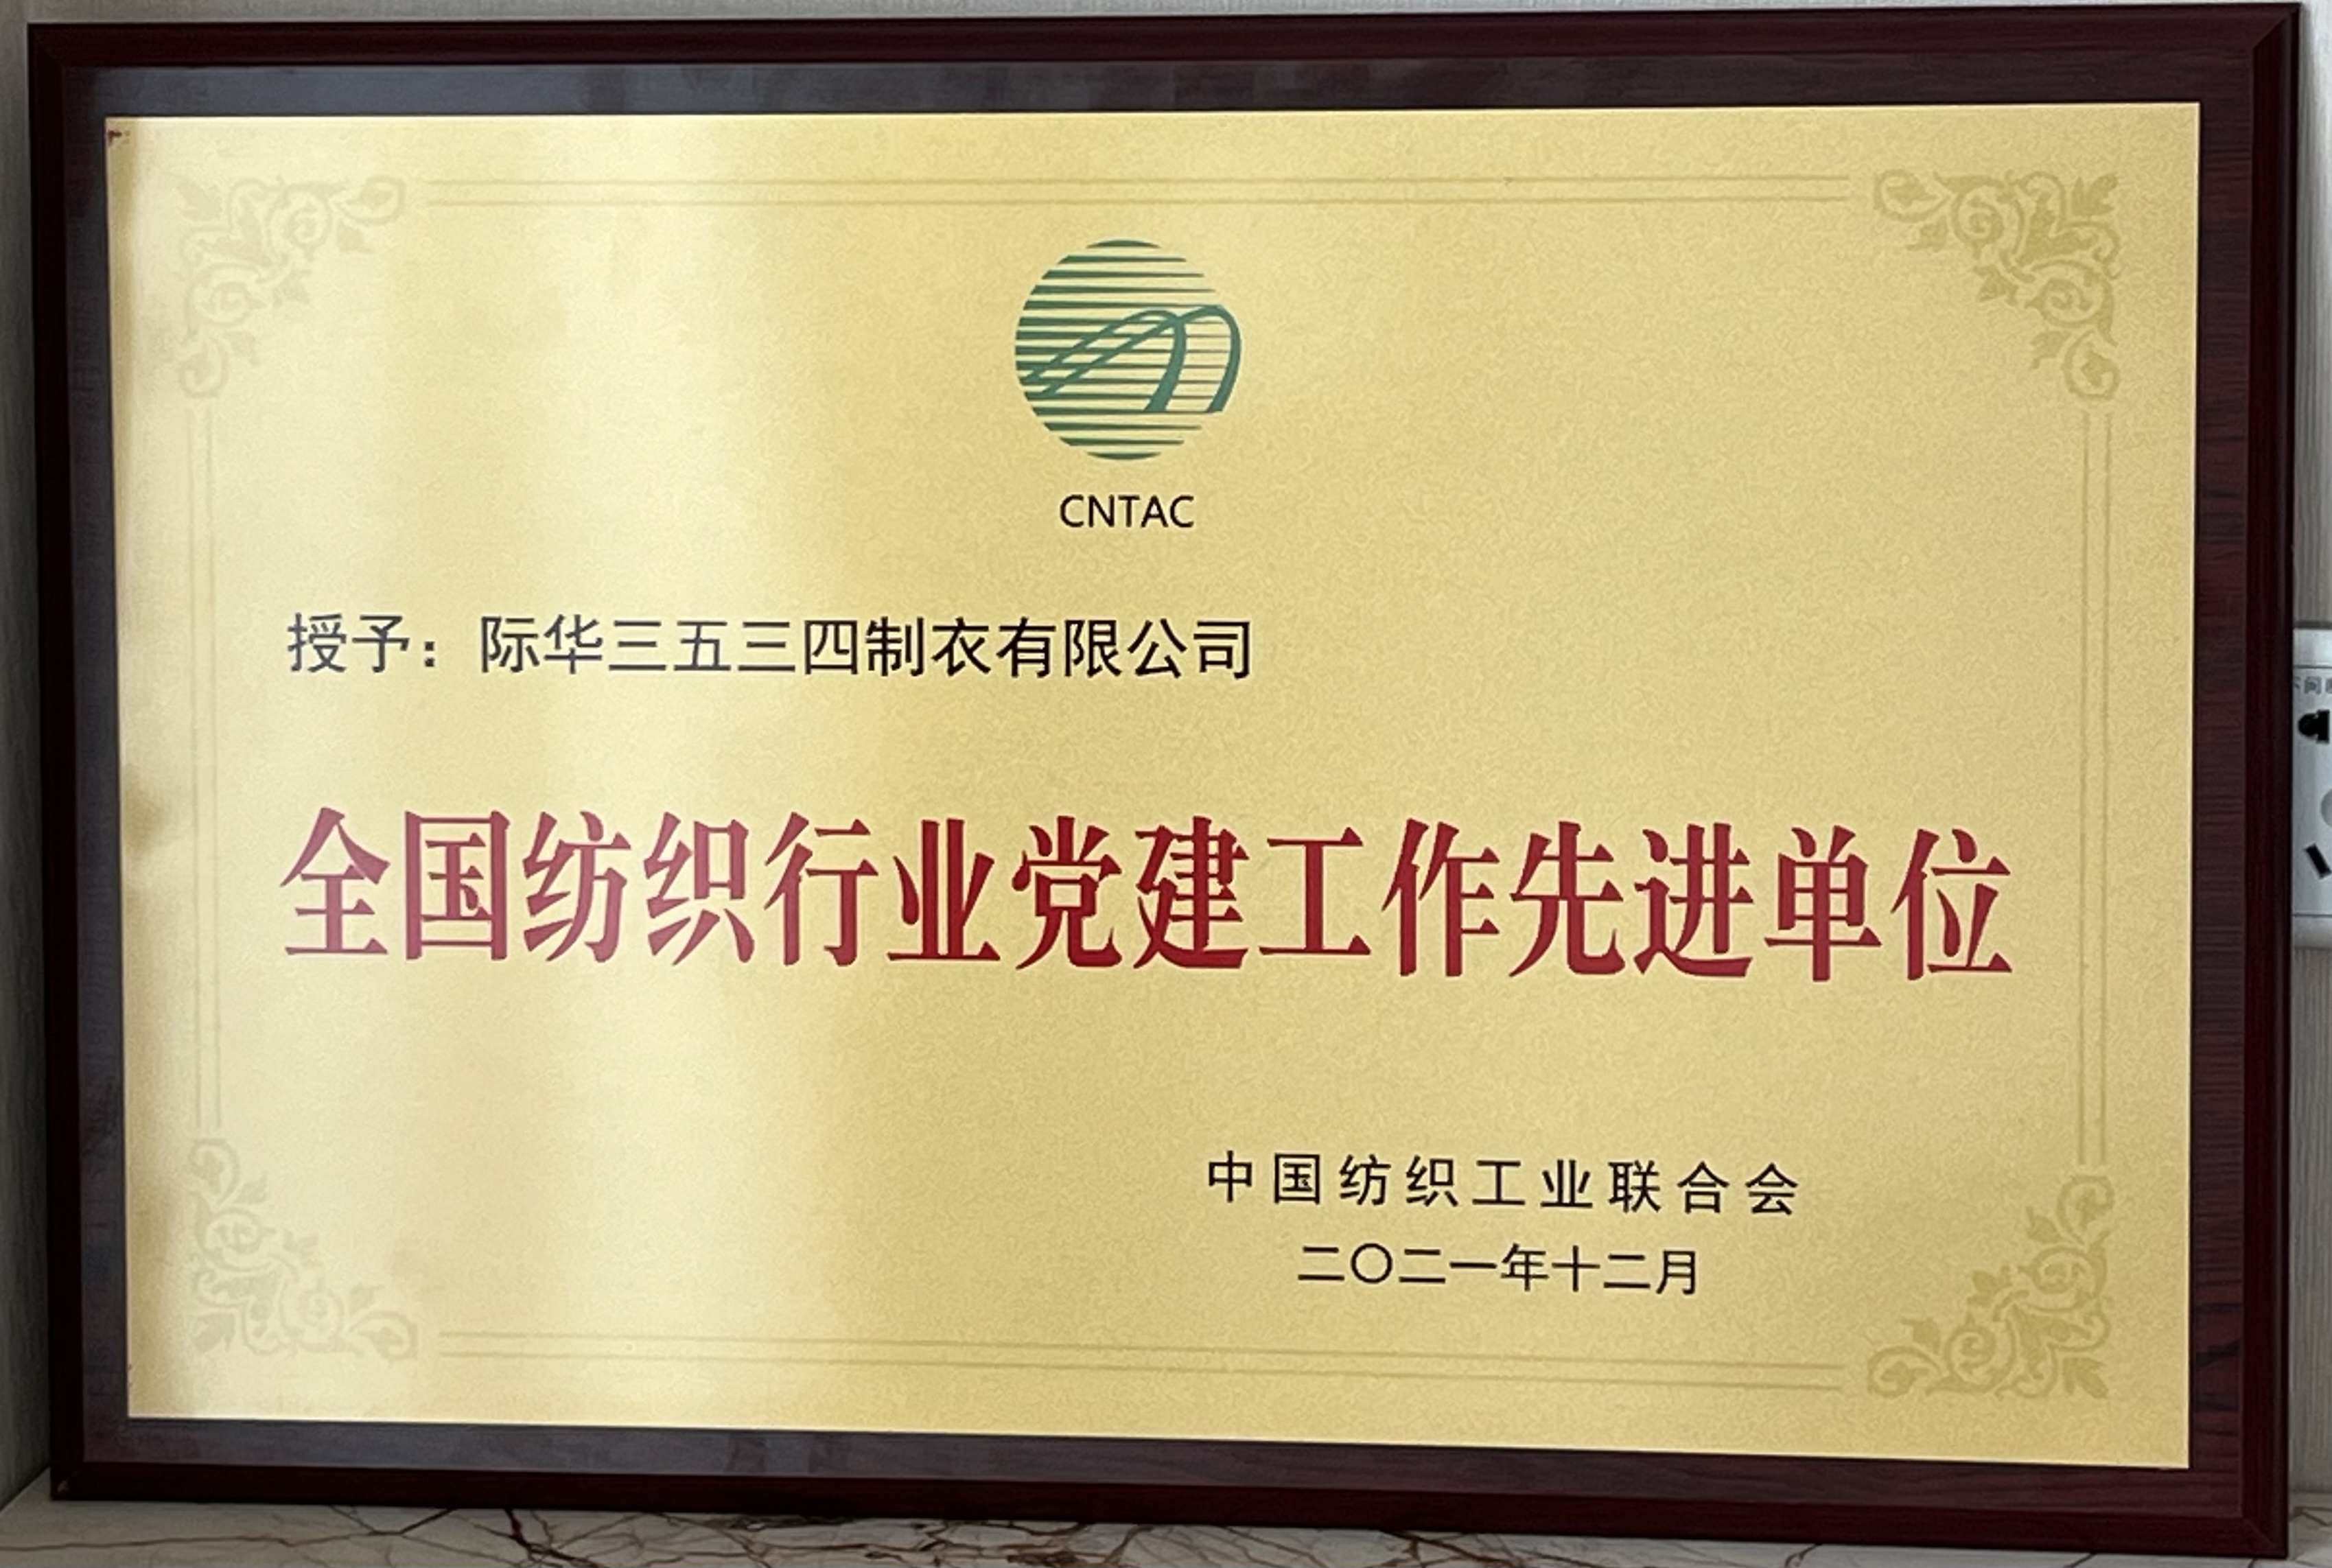 CNTAC
授予：际华三五三四制衣有限公司
全国纺织行业党建工作先进单位
中国纺织工业联合会
二〇二一年十二月